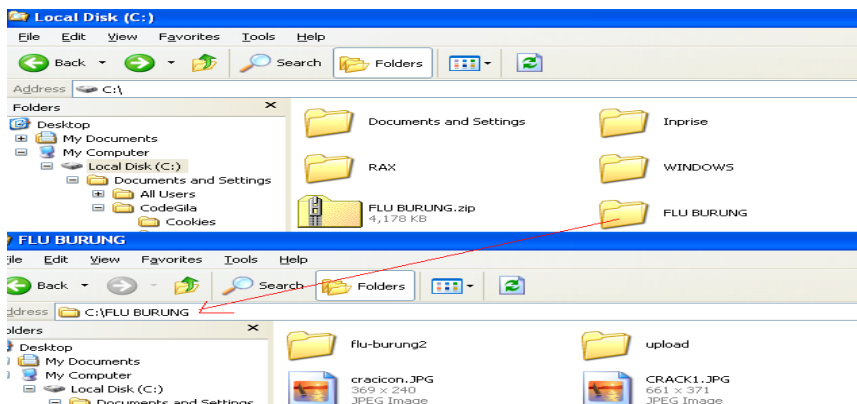 Local Disk (C:)
File Edit View Favorites Tools Help
Back Search Folders
Address C:\
Folders
Desktop
My Documents
My Computer
Local Disk (C:)
Documents and Settings
All Users
CodeGila
Cookies
Documents and Settings Inprise
RAX WINDOWS
FLU BURUNG.zip
4,178 KB
FLU BURUNG
FLU BURUNG
ile Edit View Favorites Tools Help
Back Search Folders
ddress C:\FLU BURUNG
olders
Desktop
My Documents
My Computer
Local Disk (C:)
Documents and Settings
flu-burung2 upload
cracicon.JPG
369 × 240
JPEG Image
CRACK1.JPG
661 × 371
JPEG Image